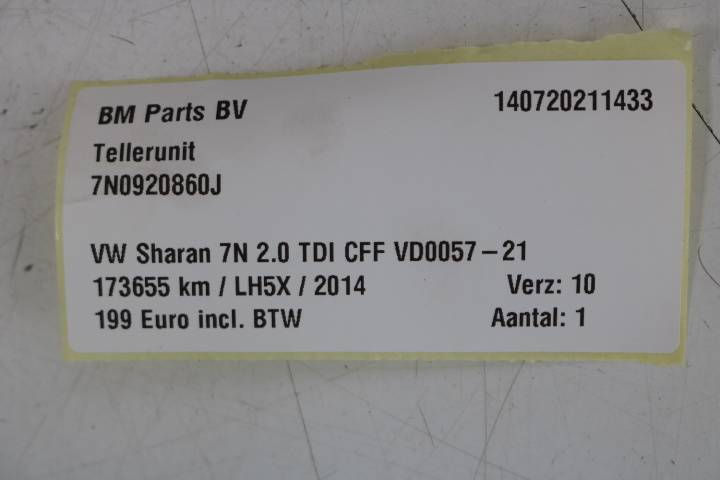 BM Parts BV 140720211433
Tellerunit
7N0920860J
VW Sharan 7N 2.0 TDI CFF VD0057-21
173655 km / LH5X / 2014 Verz: 10
199 Euro incl. BTW Aantal: 1